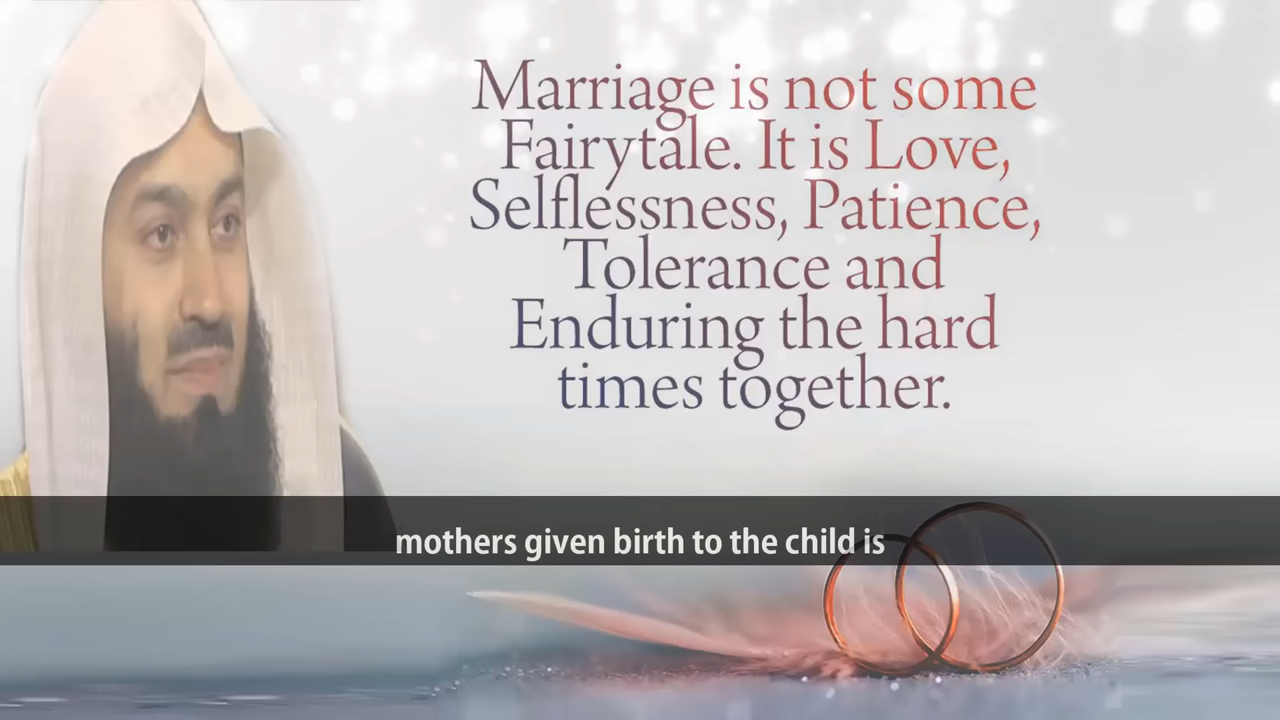 Marriage is not some
Fairytale. It is Love,
Selflessness, Patience,
Tolerance and
Enduring the hard
times together.
mothers given birth to the child is